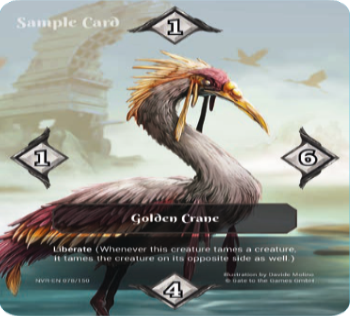 Sample Card
1
1
6
Golden Crane
Liberate (Whenever this creature tames a creature,
it tames the creature on its opposite side as well.)
Illustration by Davide Molino
© Gate to the Games GmbH
4